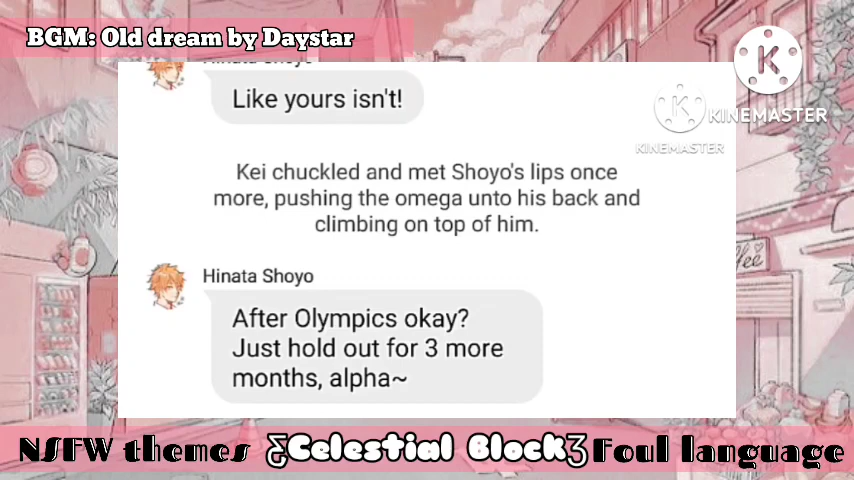 BGM: Old dream by Daystar
K
KINEMASTER
K
KINEMASTER
Like yours isn't!
Kei chuckled and met Shoyo's lips once
more, pushing the omega unto his back and
climbing on top of him.
Hinata Shoyo
After Olympics okay?
Just hold out for 3 more
months, alpha~
NSFW themes
Ƹ̵Celestial BlockƷ
Foul language